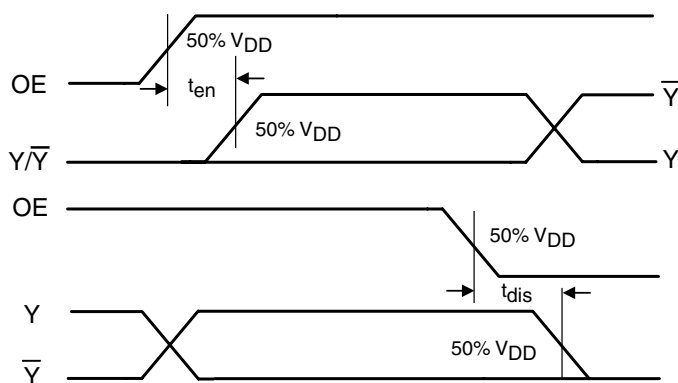 50% VDD
OE
ten
Y̅
50% VDD
Y/Y̅
Y
OE
50% VDD
tdis
Y
50% VDD
Y̅